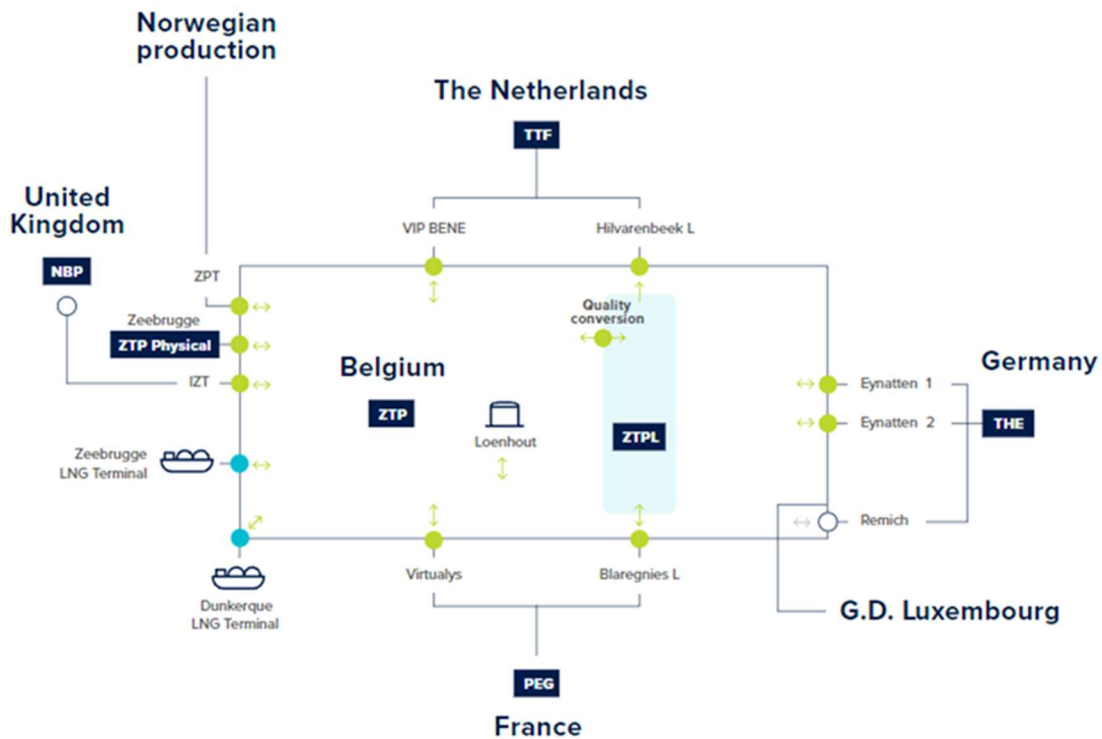 Norwegian
production
The Netherlands
TTF
United
Kingdom
NBP
VIP BENE
Hilvarenbeek L
ZPT
Zeebrugge
ZTP Physical
IZT
Quality
conversion
Belgium
ZTP
Loenhout
ZTPL
Germany
Eynatten 1
Eynatten 2
THE
Zeebrugge
LNG Terminal
Remich
Dunkerque
LNG Terminal
Virtualys
Blaregnies L
G.D. Luxembourg
PEG
France